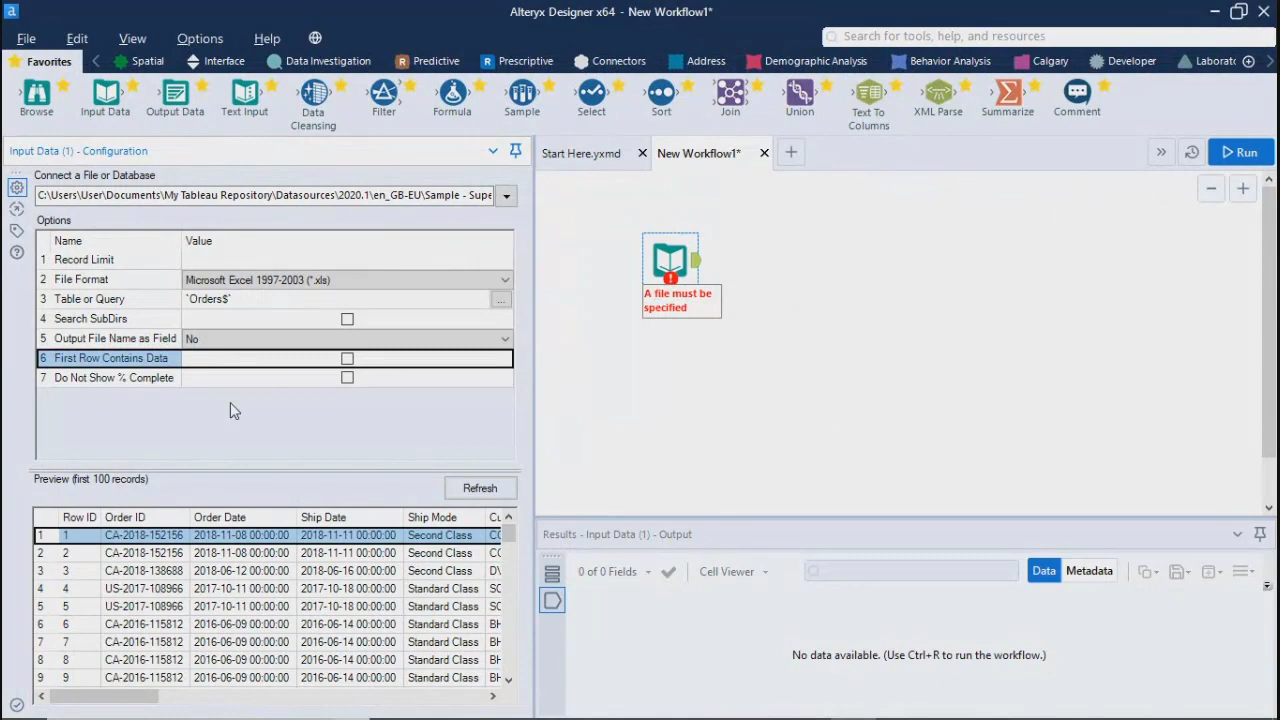 a
Alteryx Designer x64 - New Workflow1*
File
Edit
View
Options
Help
Search for tools, help, and resources
Favorites
Spatial
Interface
Data Investigation
R Predictive
R Prescriptive
Connectors
Address
Demographic Analysis
Behavior Analysis
Calgary
Developer
Laborat
Browse
Input Data
Output Data
Text Input
Data
Cleansing
Filter
Formula
Sample
Select
Sort
Join
Union
Text To
Columns
XML Parse
Summarize
Comment
Input Data (1) - Configuration
Connect a File or Database
C:\Users\User\Documents\My Tableau Repository\Datasources\2020.1\en_GB-EU\Sample - Supe
Options
Name Value
1 Record Limit
2 File Format Microsoft Excel 1997-2003 (*.xls)
3 Table or Query `Orders$` ...
4 Search SubDirs
5 Output File Name as Field No
6 First Row Contains Data
7 Do Not Show % Complete
Preview (first 100 records)
Refresh
Row ID Order ID Order Date Ship Date Ship Mode Cu
1 1 CA-2018-152156 2018-11-08 00:00:00 2018-11-11 00:00:00 Second Class CC
2 2 CA-2018-152156 2018-11-08 00:00:00 2018-11-11 00:00:00 Second Class CC
3 3 CA-2018-138688 2018-06-12 00:00:00 2018-06-16 00:00:00 Second Class DV
4 4 US-2017-108966 2017-10-11 00:00:00 2017-10-18 00:00:00 Standard Class SC
5 5 US-2017-108966 2017-10-11 00:00:00 2017-10-18 00:00:00 Standard Class SC
6 6 CA-2016-115812 2016-06-09 00:00:00 2016-06-14 00:00:00 Standard Class BH
7 7 CA-2016-115812 2016-06-09 00:00:00 2016-06-14 00:00:00 Standard Class BH
8 8 CA-2016-115812 2016-06-09 00:00:00 2016-06-14 00:00:00 Standard Class BH
9 9 CA-2016-115812 2016-06-09 00:00:00 2016-06-14 00:00:00 Standard Class BH
Start Here.yxmd
New Workflow1*
Run
A file must be
specified
Results - Input Data (1) - Output
0 of 0 Fields
Cell Viewer
Data
Metadata
No data available. (Use Ctrl+R to run the workflow.)